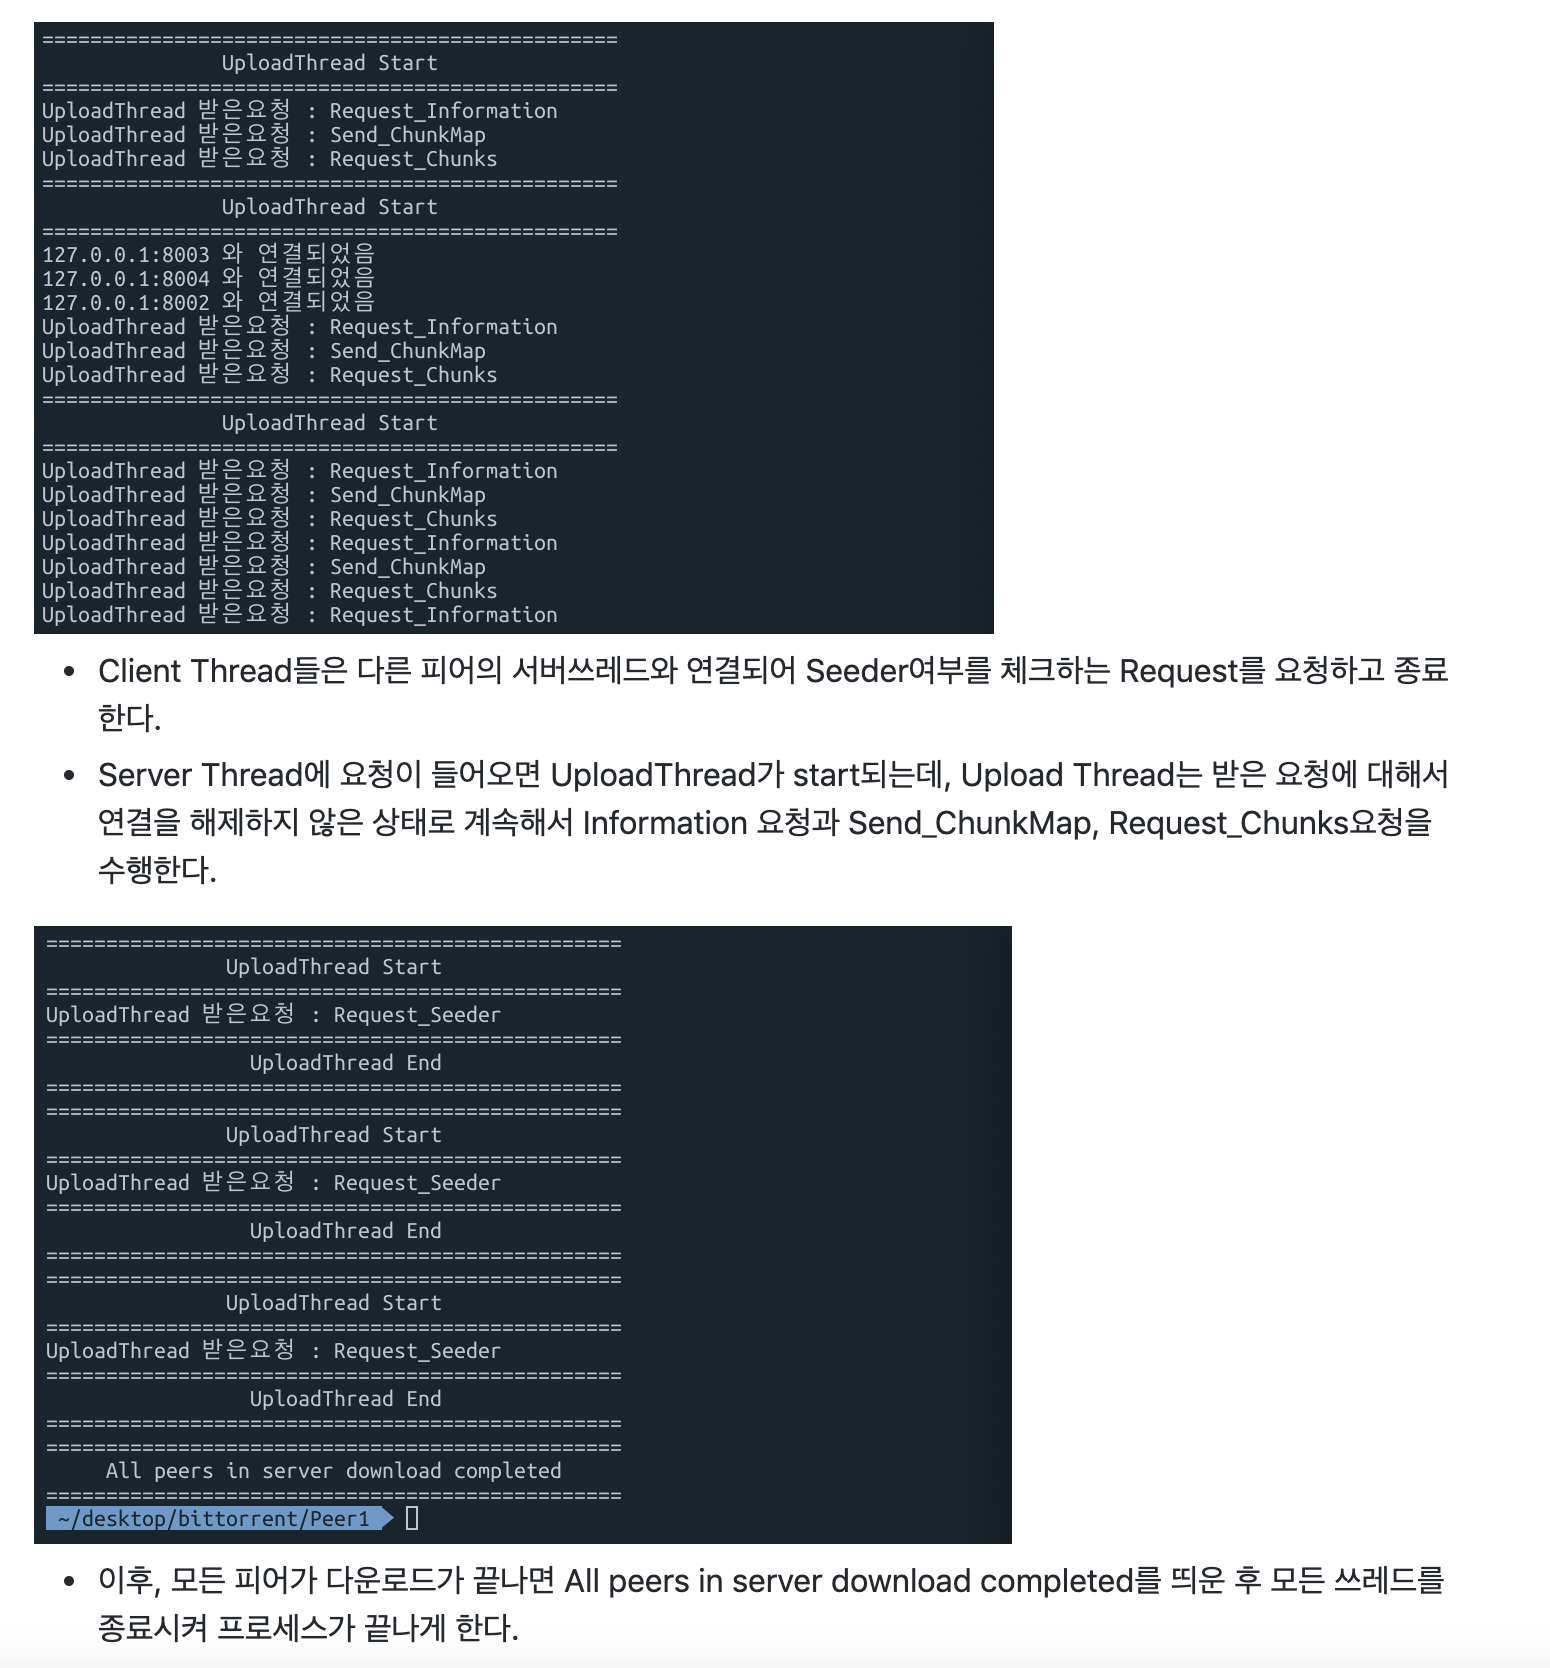 ================================================
UploadThread Start
================================================
UploadThread 받은요청 : Request_Information
UploadThread 받은요청 : Send_ChunkMap
UploadThread 받은요청 : Request_Chunks
================================================
UploadThread Start
================================================
127.0.0.1:8003 와 연결되었음
127.0.0.1:8004 와 연결되었음
127.0.0.1:8002 와 연결되었음
UploadThread 받은요청 : Request_Information
UploadThread 받은요청 : Send_ChunkMap
UploadThread 받은요청 : Request_Chunks
================================================
UploadThread Start
================================================
UploadThread 받은요청 : Request_Information
UploadThread 받은요청 : Send_ChunkMap
UploadThread 받은요청 : Request_Chunks
UploadThread 받은요청 : Request_Information
UploadThread 받은요청 : Send_ChunkMap
UploadThread 받은요청 : Request_Chunks
UploadThread 받은요청 : Request_Information
• Client Thread들은 다른 피어의 서버쓰레드와 연결되어 Seeder여부를 체크하는 Request를 요청하고 종료
한다.
• Server Thread에 요청이 들어오면 UploadThread가 start되는데, Upload Thread는 받은 요청에 대해서
연결을 해제하지 않은 상태로 계속해서 Information 요청과 Send_ChunkMap, Request_Chunks요청을
수행한다.
================================================
UploadThread Start
================================================
UploadThread 받은요청 : Request_Seeder
================================================
UploadThread End
================================================
================================================
UploadThread Start
================================================
UploadThread 받은요청 : Request_Seeder
================================================
UploadThread End
================================================
================================================
UploadThread Start
================================================
UploadThread 받은요청 : Request_Seeder
================================================
UploadThread End
================================================
================================================
All peers in server download completed
================================================
~/desktop/bittorrent/Peer1
• 이후, 모든 피어가 다운로드가 끝나면 All peers in server download completed를 띄운 후 모든 쓰레드를
종료시켜 프로세스가 끝나게 한다.